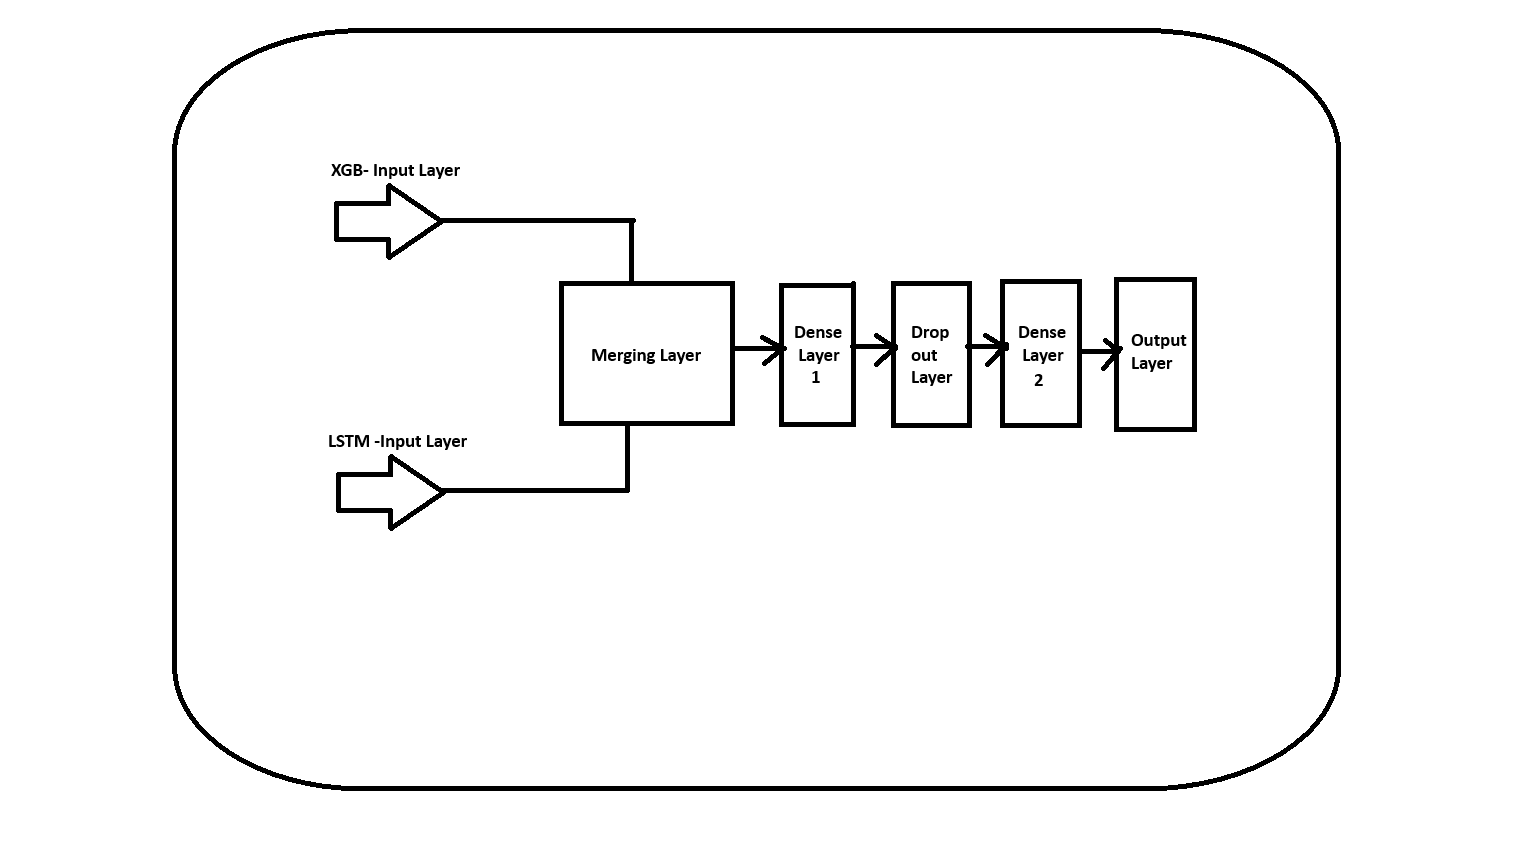 XGB- Input Layer
Merging Layer
Dense
Layer
1
Drop
out
Layer
Dense
Layer
2
Output
Layer
LSTM -Input Layer